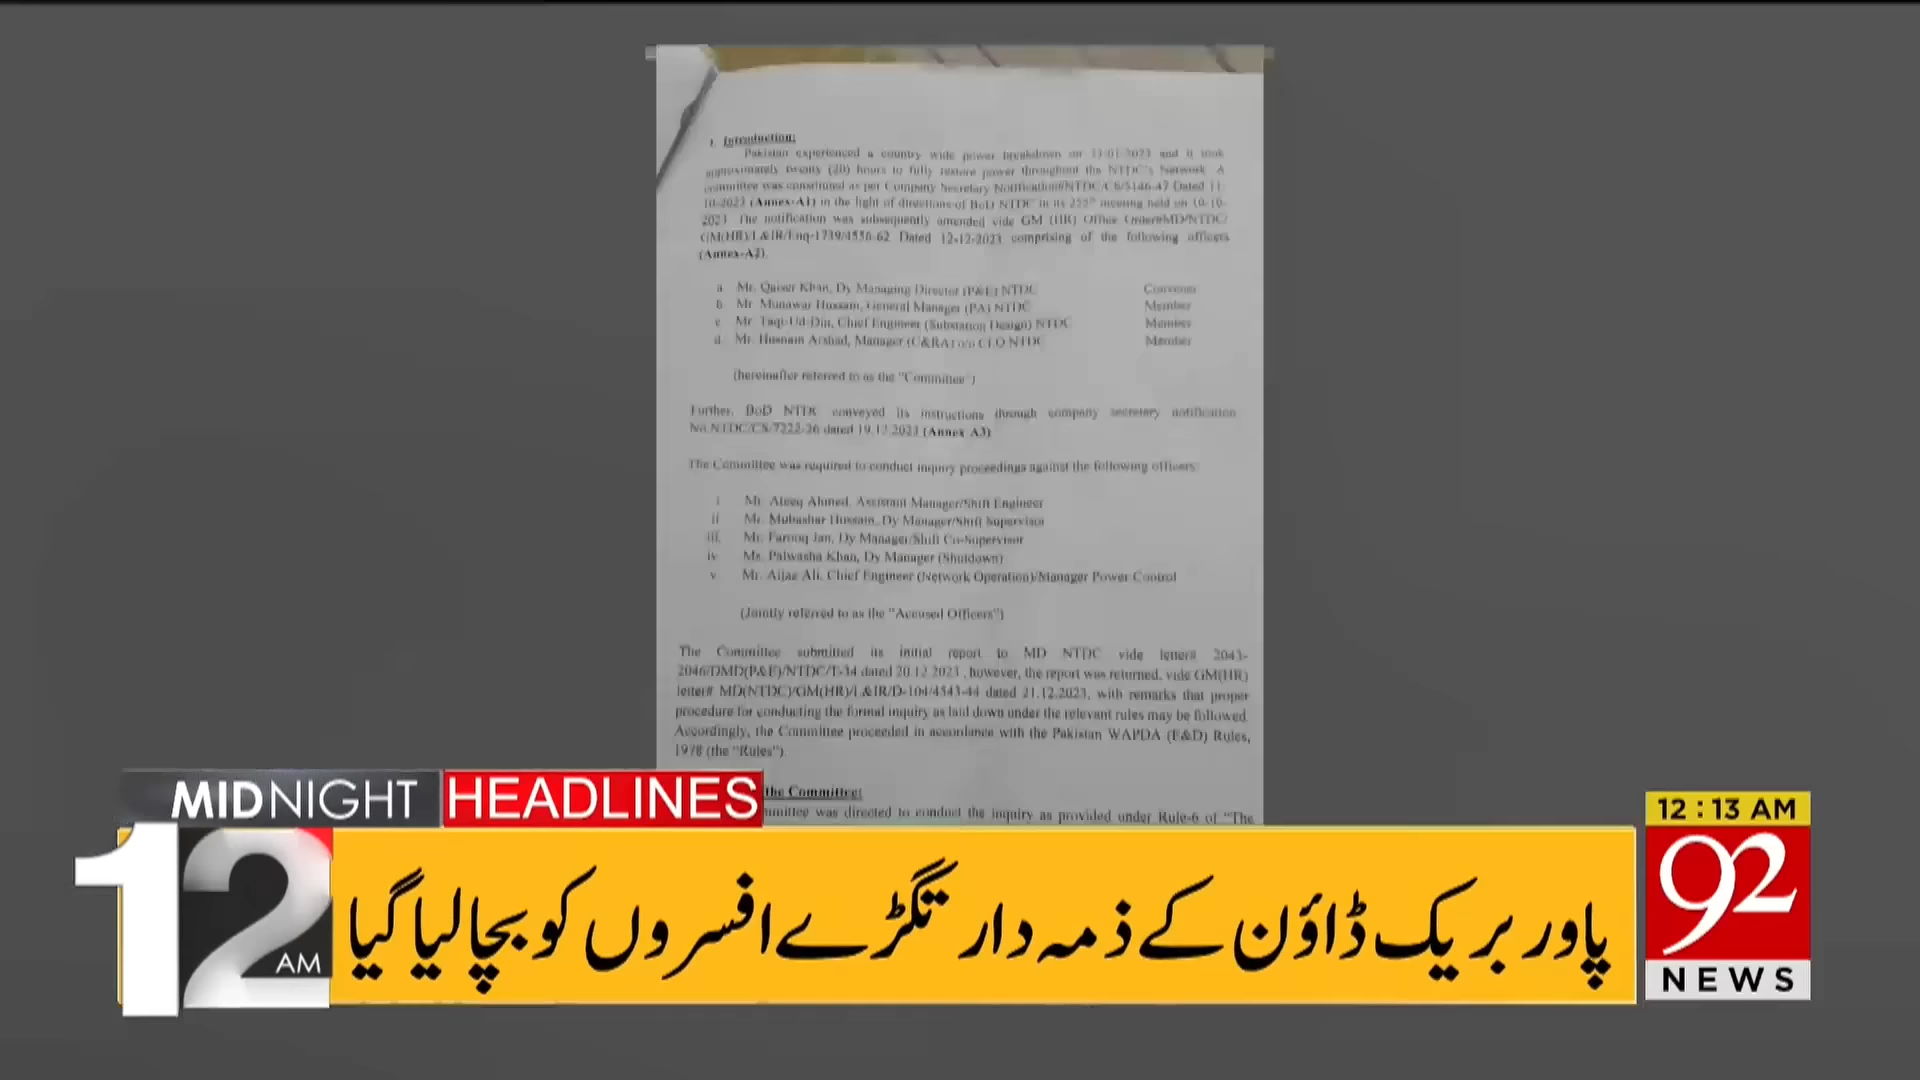 1. Introduction:
Pakistan experienced a country wide power breakdown on 23-01-2023 and it took
approximately twenty (20) hours to fully restore power throughout the NTDC's Network. A
committee was constituted as per Company Secretary Notification#NTDC/CS/5146-47 Dated 11-
10-2023 (Annex-A1) in the light of directions of BoD NTDC in its 255th meeting held on 10-10-
2023. The notification was subsequently amended vide GM (HR) Office Order#MD/NTDC/
GM(HR)/L&IR/Enq-1739/4556-62 Dated 12-12-2023 comprising of the following officers
(Annex-A2).
a. Mr. Qaiser Khan, Dy Managing Director (P&E) NTDC Convener
b. Mr. Munawar Hussain, General Manager (PA) NTDC Member
c. Mr. Taqi-Ud-Din, Chief Engineer (Substation Design) NTDC Member
d. Mr. Husnain Arshad, Manager (C&RA) o/o CLO NTDC Member
(hereinafter referred to as the "Committee")
Further, BoD NTDC conveyed its instructions through company secretary notification
No.NTDC/CS/7222-26 dated 19.12.2023 (Annex A3)
The Committee was required to conduct inquiry proceedings against the following officers:
i. Mr. Ateeq Ahmed, Assistant Manager/Shift Engineer
ii. Mr. Mubashar Hussain, Dy Manager/Shift Supervisor
iii. Mr. Farooq Jan, Dy Manager/Shift Co-Supervisor
iv. Ms. Palwasha Khan, Dy Manager (Shutdown)
v. Mr. Aijaz Ali, Chief Engineer (Network Operation)/Manager Power Control
(Jointly referred to as the "Accused Officers")
The Committee submitted its initial report to MD NTDC vide letter# 2043-
2046/DMD(P&E)/NTDC/T-34 dated 20.12.2023, however, the report was returned, vide GM(HR)
letter# MD(NTDC)/GM(HR)/L&IR/D-104/4543-44 dated 21.12.2023, with remarks that proper
procedure for conducting the formal inquiry as laid down under the relevant rules may be followed.
Accordingly, the Committee proceeded in accordance with the Pakistan WAPDA (E&D) Rules,
1978 (the "Rules").
the Committee:
mmittee was directed to conduct the inquiry as provided under Rule-6 of "The
MIDNIGHT HEADLINES
12 AM
پاور بریک ڈاؤن کے ذمہ دار تگڑے افسروں کو بچا لیا گیا
12:13 AM
92
NEWS